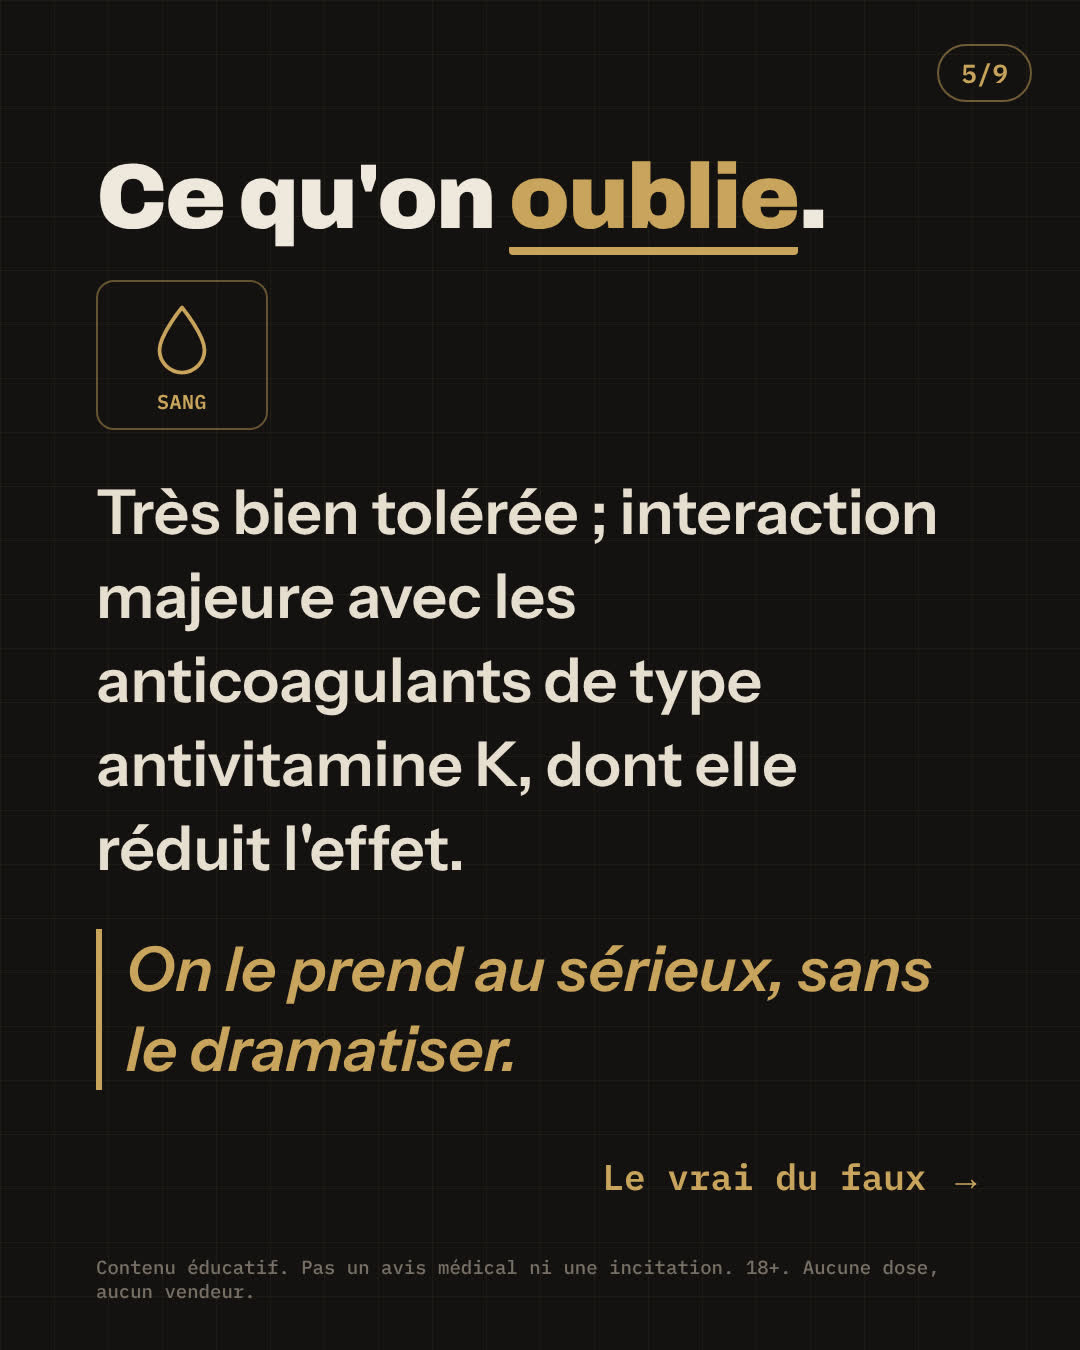 5/9
Ce qu'on oublie.
SANG
Très bien tolérée ; interaction
majeure avec les
anticoagulants de type
antivitamine K, dont elle
réduit l'effet.
On le prend au sérieux, sans
le dramatiser.
Le vrai du faux →
Contenu éducatif. Pas un avis médical ni une incitation. 18+. Aucune dose,
aucun vendeur.